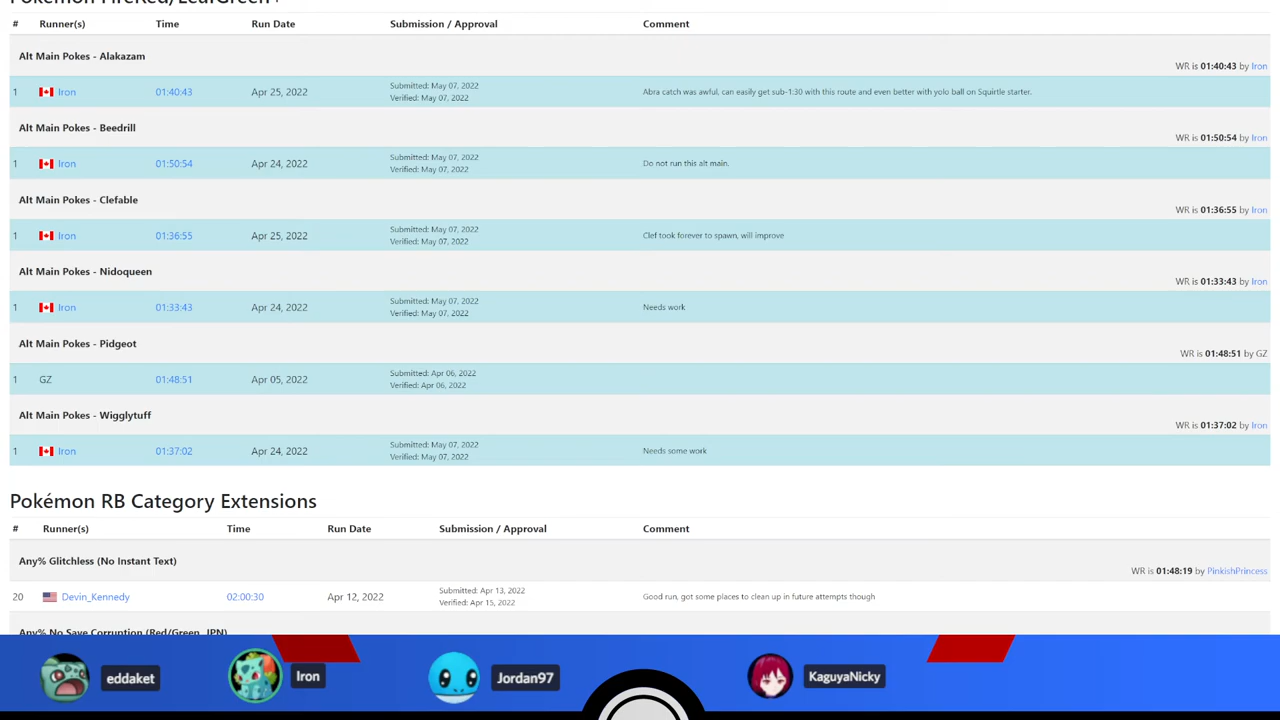 # Runner(s) Time Run Date Submission / Approval Comment
Alt Main Pokes - Alakazam
WR is 01:40:43 by Iron
1 Iron 01:40:43 Apr 25, 2022 Submitted: May 07, 2022 Abra catch was awful, can easily get sub-1:30 with this route and even better with yolo ball on Squirtle starter.
Verified: May 07, 2022
Alt Main Pokes - Beedrill
WR is 01:50:54 by Iron
1 Iron 01:50:54 Apr 24, 2022 Submitted: May 07, 2022 Do not run this alt main.
Verified: May 07, 2022
Alt Main Pokes - Clefable
WR is 01:36:55 by Iron
1 Iron 01:36:55 Apr 25, 2022 Submitted: May 07, 2022 Clef took forever to spawn, will improve
Verified: May 07, 2022
Alt Main Pokes - Nidoqueen
WR is 01:33:43 by Iron
1 Iron 01:33:43 Apr 24, 2022 Submitted: May 07, 2022 Needs work
Verified: May 07, 2022
Alt Main Pokes - Pidgeot
WR is 01:48:51 by GZ
1 GZ 01:48:51 Apr 05, 2022 Submitted: Apr 06, 2022
Verified: Apr 06, 2022
Alt Main Pokes - Wigglytuff
WR is 01:37:02 by Iron
1 Iron 01:37:02 Apr 24, 2022 Submitted: May 07, 2022 Needs some work
Verified: May 07, 2022
Pokémon RB Category Extensions
# Runner(s) Time Run Date Submission / Approval Comment
Any% Glitchless (No Instant Text)
WR is 01:48:19 by PinkishPrincess
20 Devin_Kennedy 02:00:30 Apr 12, 2022 Submitted: Apr 13, 2022 Good run, got some places to clean up in future attempts though
Verified: Apr 15, 2022
Any% No Save Corruption (Red/Green, JPN)
eddaket Iron Jordan97 KaguyaNicky